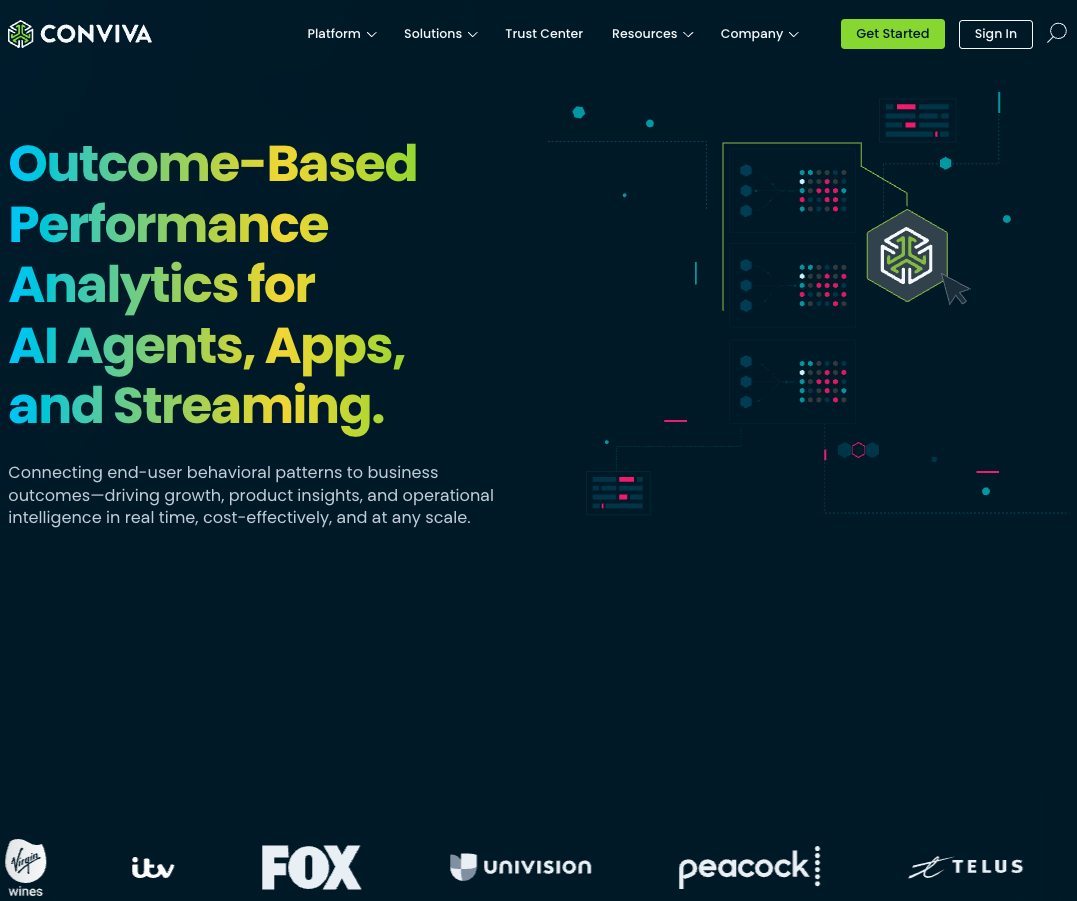 CONVIVA
Platform
Solutions
Trust Center
Resources
Company
Get Started
Sign In
Outcome-Based
Performance
Analytics for
AI Agents, Apps,
and Streaming.
Connecting end-user behavioral patterns to business
outcomes—driving growth, product insights, and operational
intelligence in real time, cost-effectively, and at any scale.
Virgin
wines
itv
FOX
UNIVISION
peacock
TELUS